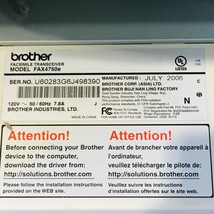 brother
FACSIMILE TRANSCEIVER
MODEL FAX4750e
SER.NO. U60283G6J498390
120V ~ 50 / 60Hz 7.8A
BROTHER INDUSTRIES, LTD.
UL
LISTED
MANUFACTURED : JULY 2006
C
BROTHER CORP. (ASIA) LTD.
BROTHER BUJI NAN LING FACTORY
N
Attention!
Before connecting your Brother
device to the computer,
download the driver from:
http://solutions.brother.com
Please follow the installation instructions
provided on the WEB site.
Attention!
Avant de brancher votre appareil à
l'ordinateur,
veuillez télécharger le pilote de:
http://solutions.brother.com
Veuillez suivre les instructions
d'installation sur le site web.